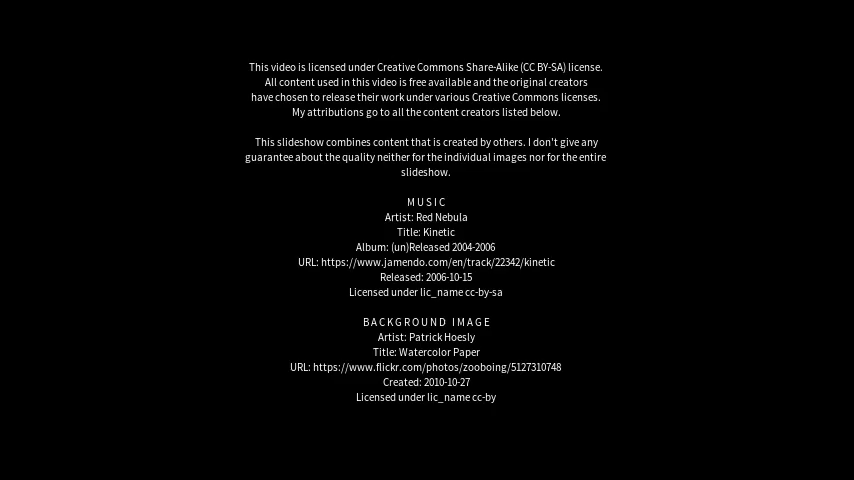 This video is licensed under Creative Commons Share-Alike (CC BY-SA) license.
All content used in this video is free available and the original creators
have chosen to release their work under various Creative Commons licenses.
My attributions go to all the content creators listed below.
This slideshow combines content that is created by others. I don't give any
guarantee about the quality neither for the individual images nor for the entire
slideshow.
M U S I C
Artist: Red Nebula
Title: Kinetic
Album: (un)Released 2004-2006
URL: https://www.jamendo.com/en/track/22342/kinetic
Released: 2006-10-15
Licensed under lic_name cc-by-sa
B A C K G R O U N D   I M A G E
Artist: Patrick Hoesly
Title: Watercolor Paper
URL: https://www.flickr.com/photos/zooboing/5127310748
Created: 2010-10-27
Licensed under lic_name cc-by